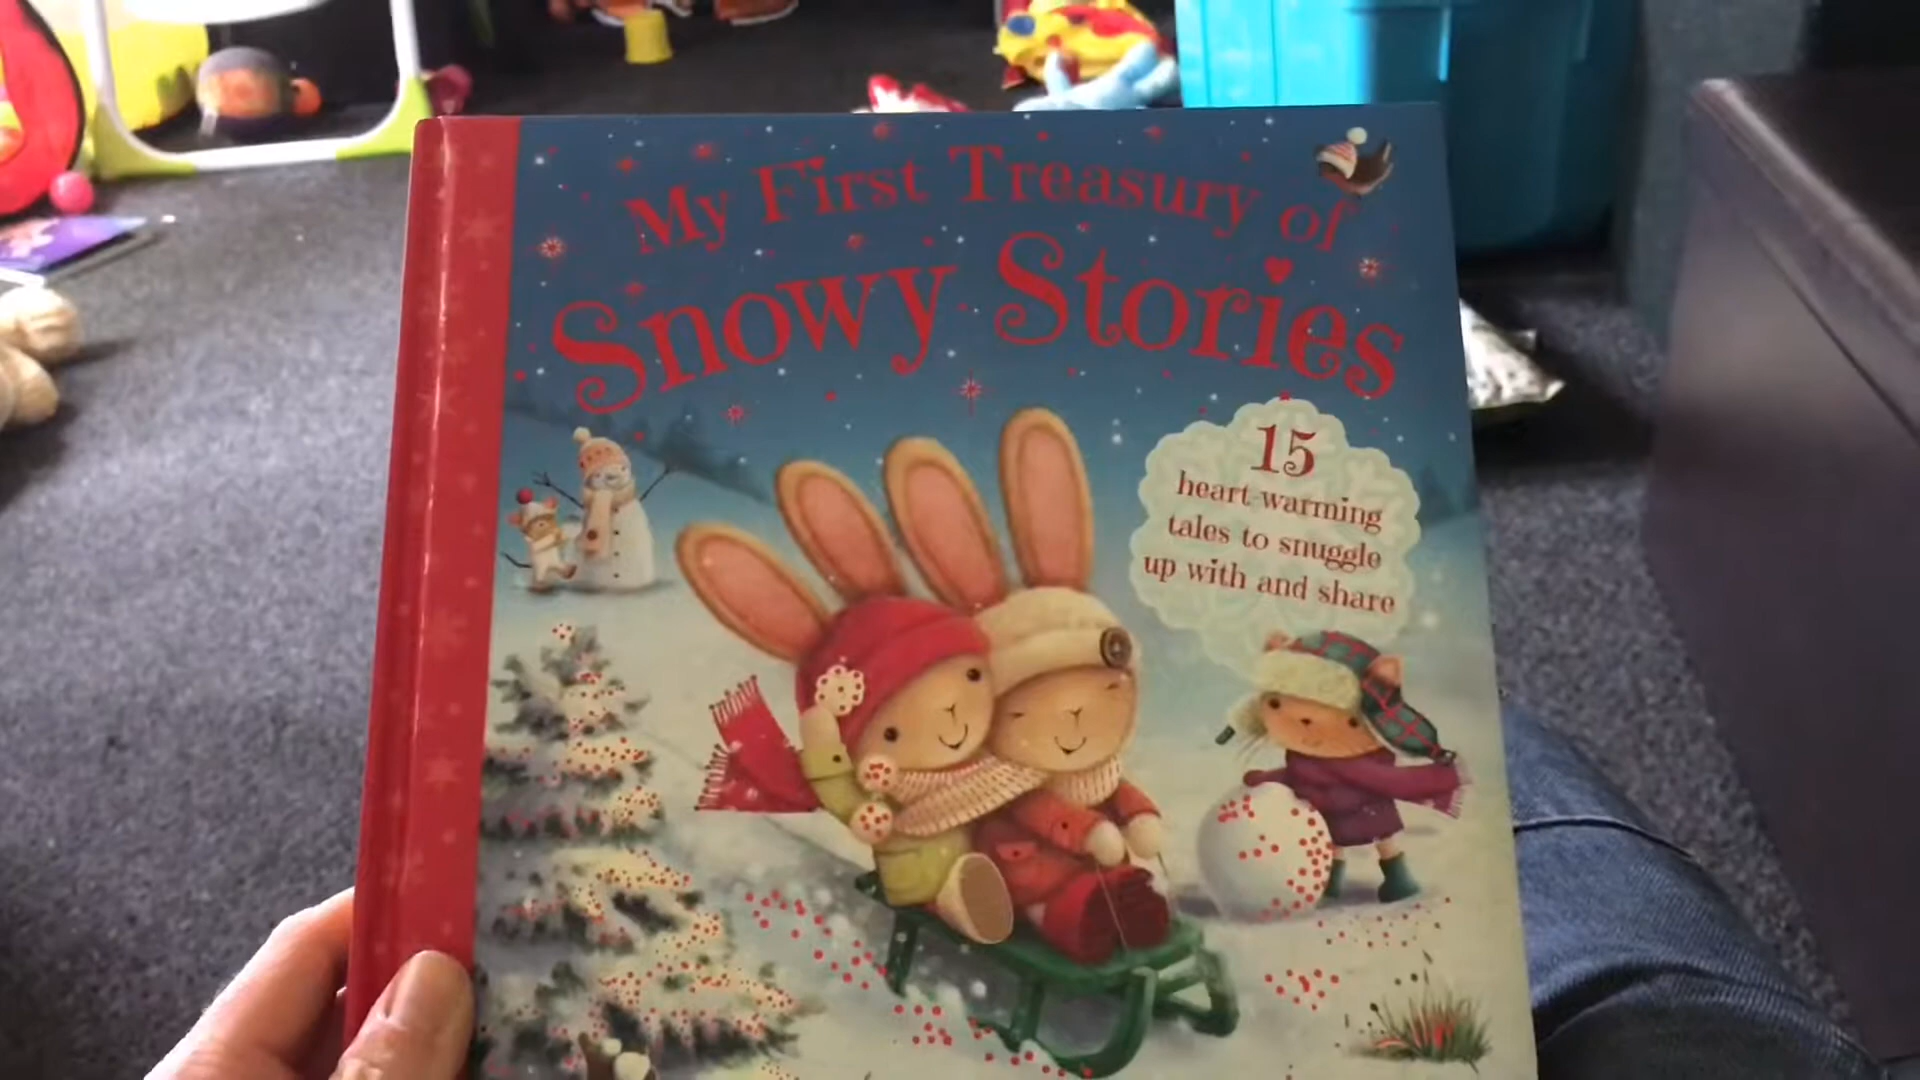 My First Treasury of
Snowy Stories
15
heart-warming
tales to snuggle
up with and share